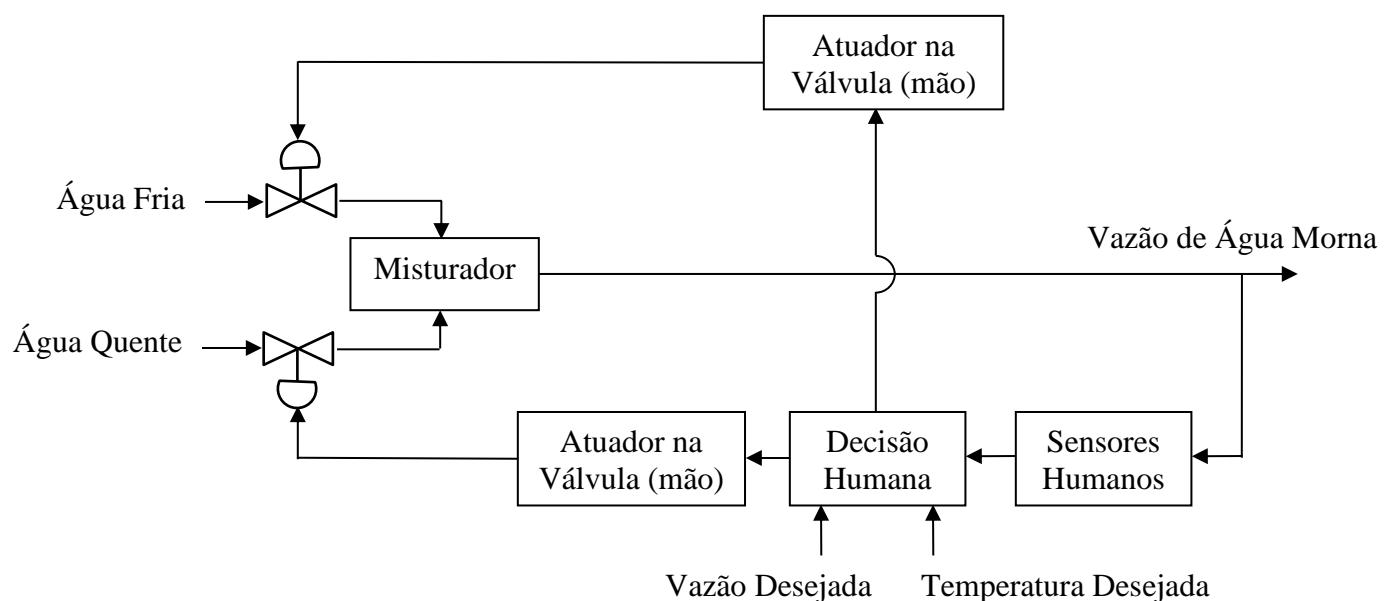 Atuador na
Válvula (mão)
Água Fria
Vazão de Água Morna
Misturador
Água Quente
Atuador na
Válvula (mão)
Decisão
Humana
Sensores
Humanos
Vazão Desejada
Temperatura Desejada